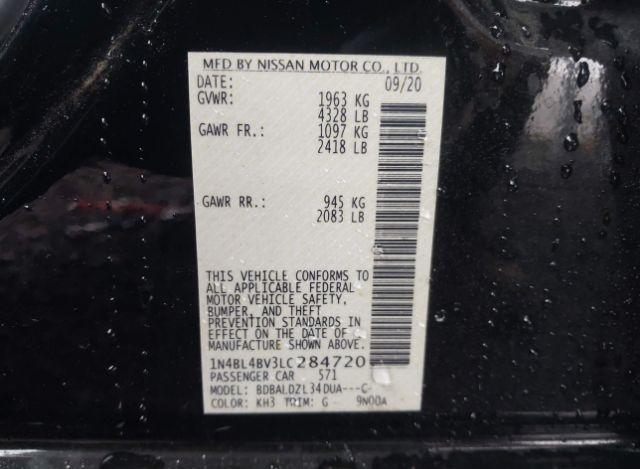 MFD BY NISSAN MOTOR CO., LTD.
DATE: 09/20
GVWR: 1963 KG
4328 LB
GAWR FR.: 1097 KG
2418 LB
GAWR RR.: 945 KG
2083 LB
THIS VEHICLE CONFORMS TO
ALL APPLICABLE FEDERAL
MOTOR VEHICLE SAFETY,
BUMPER, AND THEFT
PREVENTION STANDARDS IN
EFFECT ON THE DATE OF
MANUFACTURE SHOWN ABOVE.
1N4BL4BV3LC284720
PASSENGER CAR 571
MODEL: BDBALDZL34DUA---C-
COLOR: KH3 TRIM: G 9N00A